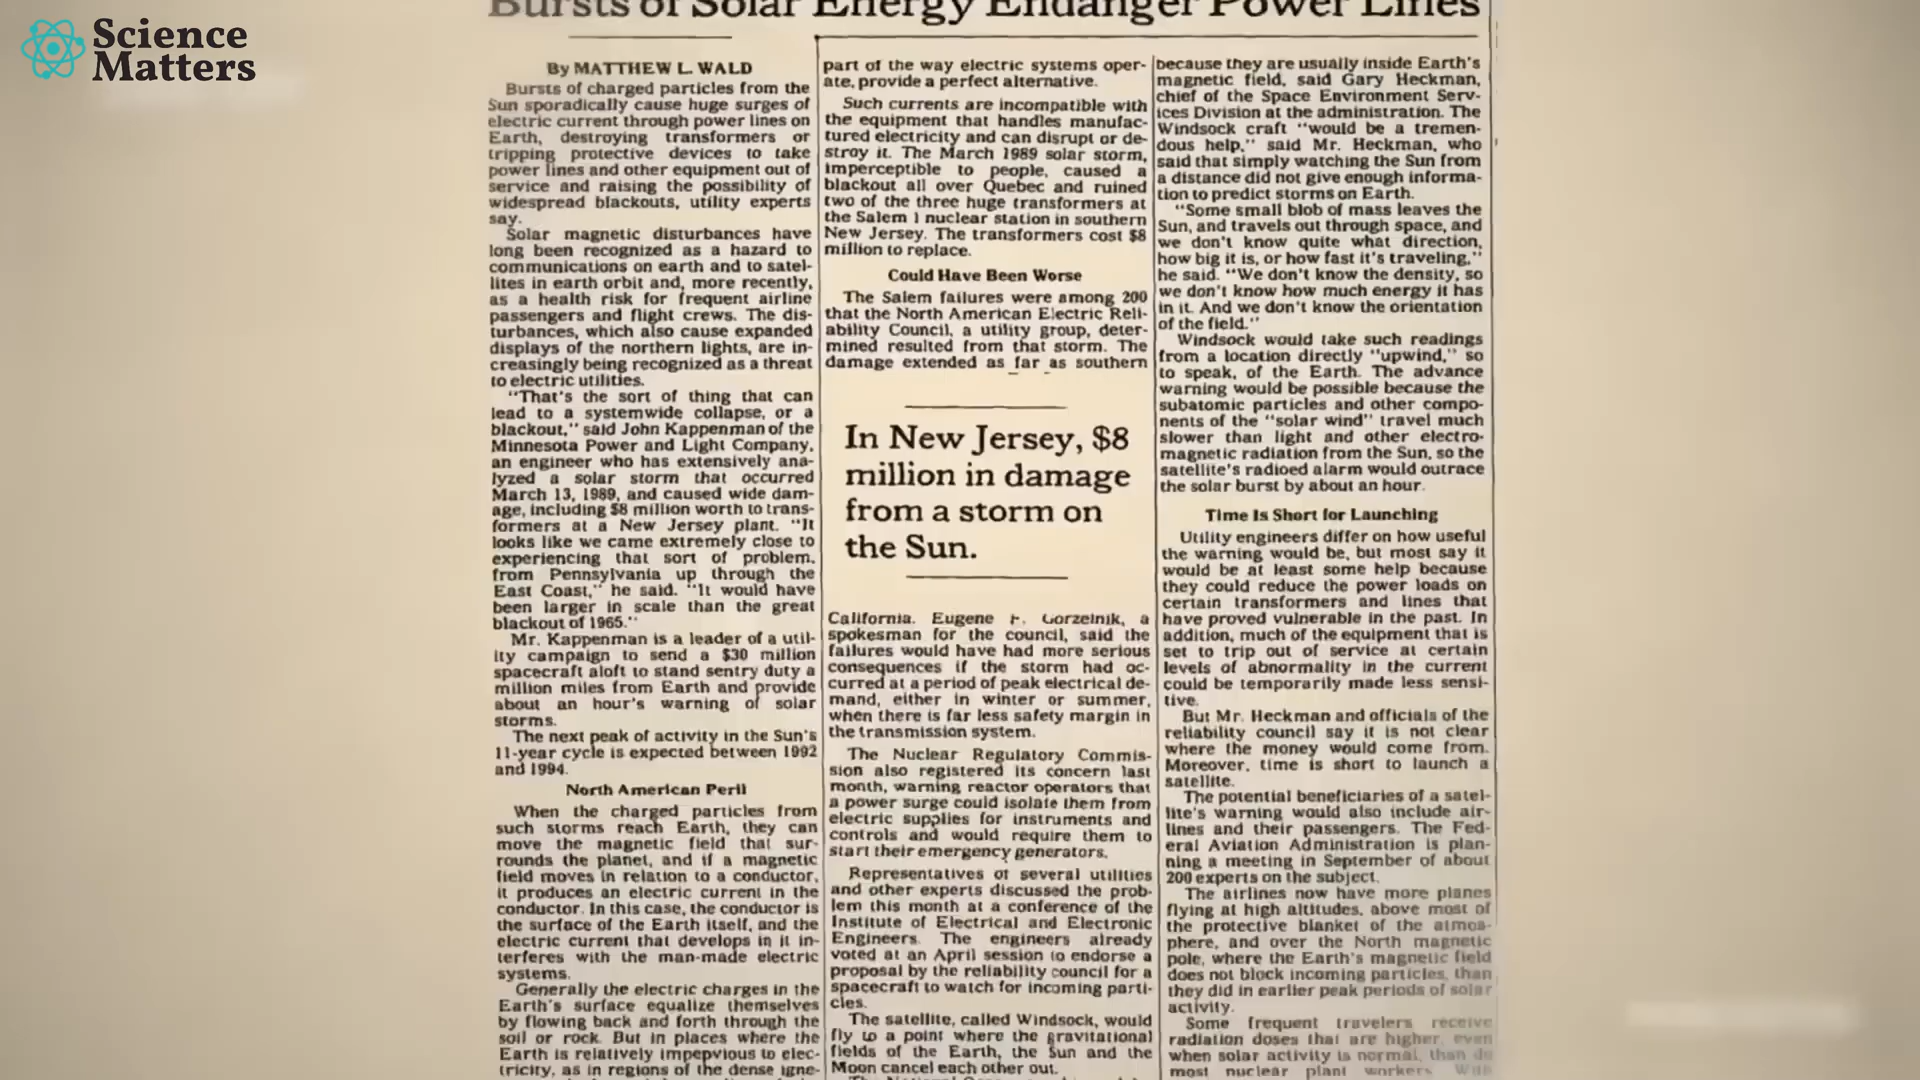 Science
Matters
Bursts of Solar Energy Endanger Power Lines
By MATTHEW L. WALD
Bursts of charged particles from the
Sun sporadically cause huge surges of
electric current through power lines on
Earth, destroying transformers or
tripping protective devices to take
power lines and other equipment out of
service and raising the possibility of
widespread blackouts, utility experts
say.
Solar magnetic disturbances have
long been recognized as a hazard to
communications on earth and to satel-
lites in earth orbit and, more recently,
as a health risk for frequent airline
passengers and flight crews. The dis-
turbances, which also cause expanded
displays of the northern lights, are in-
creasingly being recognized as a threat
to electric utilities.
"That's the sort of thing that can
lead to a systemwide collapse, or a
blackout," said John Kappenman of the
Minnesota Power and Light Company,
an engineer who has extensively ana-
lyzed a solar storm that occurred
March 13, 1989, and caused wide dam-
age, including $8 million worth to trans-
formers at a New Jersey plant. "It
looks like we came extremely close to
experiencing that sort of problem,
from Pennsylvania up through the
East Coast," he said. "It would have
been larger in scale than the great
blackout of 1965."
Mr. Kappenman is a leader of a util-
ity campaign to send a $30 million
spacecraft aloft to stand sentry duty a
million miles from Earth and provide
about an hour's warning of solar
storms.
The next peak of activity in the Sun's
11-year cycle is expected between 1992
and 1994.
North American Peril
When the charged particles from
such storms reach Earth, they can
move the magnetic field that sur-
rounds the planet, and if a magnetic
field moves in relation to a conductor,
it produces an electric current in the
conductor. In this case, the conductor is
the surface of the Earth itself, and the
electric current that develops in it in-
terferes with the man-made electric
systems.
Generally the electric charges in the
Earth's surface equalize themselves
by flowing back and forth through the
soil or rock. But in places where the
Earth is relatively impepvious to elec-
tricity, as in regions of the dense igne-
part of the way electric systems oper-
ate, provide a perfect alternative.
Such currents are incompatible with
the equipment that handles manufac-
tured electricity and can disrupt or de-
stroy it. The March 1989 solar storm,
imperceptible to people, caused a
blackout all over Quebec and ruined
two of the three huge transformers at
the Salem 1 nuclear station in southern
New Jersey. The transformers cost $8
million to replace.
Could Have Been Worse
The Salem failures were among 200
that the North American Electric Reli-
ability Council, a utility group, deter-
mined resulted from that storm. The
damage extended as far as southern
In New Jersey, $8
million in damage
from a storm on
the Sun.
California. Eugene F. Gorzelnik, a
spokesman for the council, said the
failures would have had more serious
consequences if the storm had oc-
curred at a period of peak electrical de-
mand, either in winter or summer,
when there is far less safety margin in
the transmission system.
The Nuclear Regulatory Commis-
sion also registered its concern last
month, warning reactor operators that
a power surge could isolate them from
electric supplies for instruments and
controls and would require them to
start their emergency generators.
Representatives of several utilities
and other experts discussed the prob-
lem this month at a conference of the
Institute of Electrical and Electronic
Engineers. The engineers already
voted at an April session to endorse a
proposal by the reliability council for a
spacecraft to watch for incoming parti-
cles.
The satellite, called Windsock, would
fly to a point where the gravitational
fields of the Earth, the Sun and the
Moon cancel each other out.
because they are usually inside Earth's
magnetic field, said Gary Heckman,
chief of the Space Environment Serv-
ices Division at the administration. The
Windsock craft "would be a tremen-
dous help," said Mr. Heckman, who
said that simply watching the Sun from
a distance did not give enough informa-
tion to predict storms on Earth.
"Some small blob of mass leaves the
Sun, and travels out through space, and
we don't know quite what direction,
how big it is, or how fast it's traveling,"
he said. "We don't know the density, so
we don't know how much energy it has
in it. And we don't know the orientation
of the field."
Windsock would take such readings
from a location directly "upwind," so
to speak, of the Earth. The advance
warning would be possible because the
subatomic particles and other compo-
nents of the "solar wind" travel much
slower than light and other electro-
magnetic radiation from the Sun, so the
satellite's radioed alarm would outrace
the solar burst by about an hour.
Time Is Short for Launching
Utility engineers differ on how useful
the warning would be, but most say it
would be at least some help because
they could reduce the power loads on
certain transformers and lines that
have proved vulnerable in the past. In
addition, much of the equipment that is
set to trip out of service at certain
levels of abnormality in the current
could be temporarily made less sensi-
tive.
But Mr. Heckman and officials of the
reliability council say it is not clear
where the money would come from.
Moreover, time is short to launch a
satellite.
The potential beneficiaries of a satel-
lite's warning would also include air-
lines and their passengers. The Fed-
eral Aviation Administration is plan-
ning a meeting in September of about
200 experts on the subject.
The airlines now have more planes
flying at high altitudes, above most of
the protective blanket of the atmos-
phere, and over the North magnetic
pole, where the Earth's magnetic field
does not block incoming particles, than
they did in earlier peak periods of solar
activity.
Some frequent travelers receive
radiation doses that are higher, even
when solar activity is normal, than do
most nuclear plant workers. With